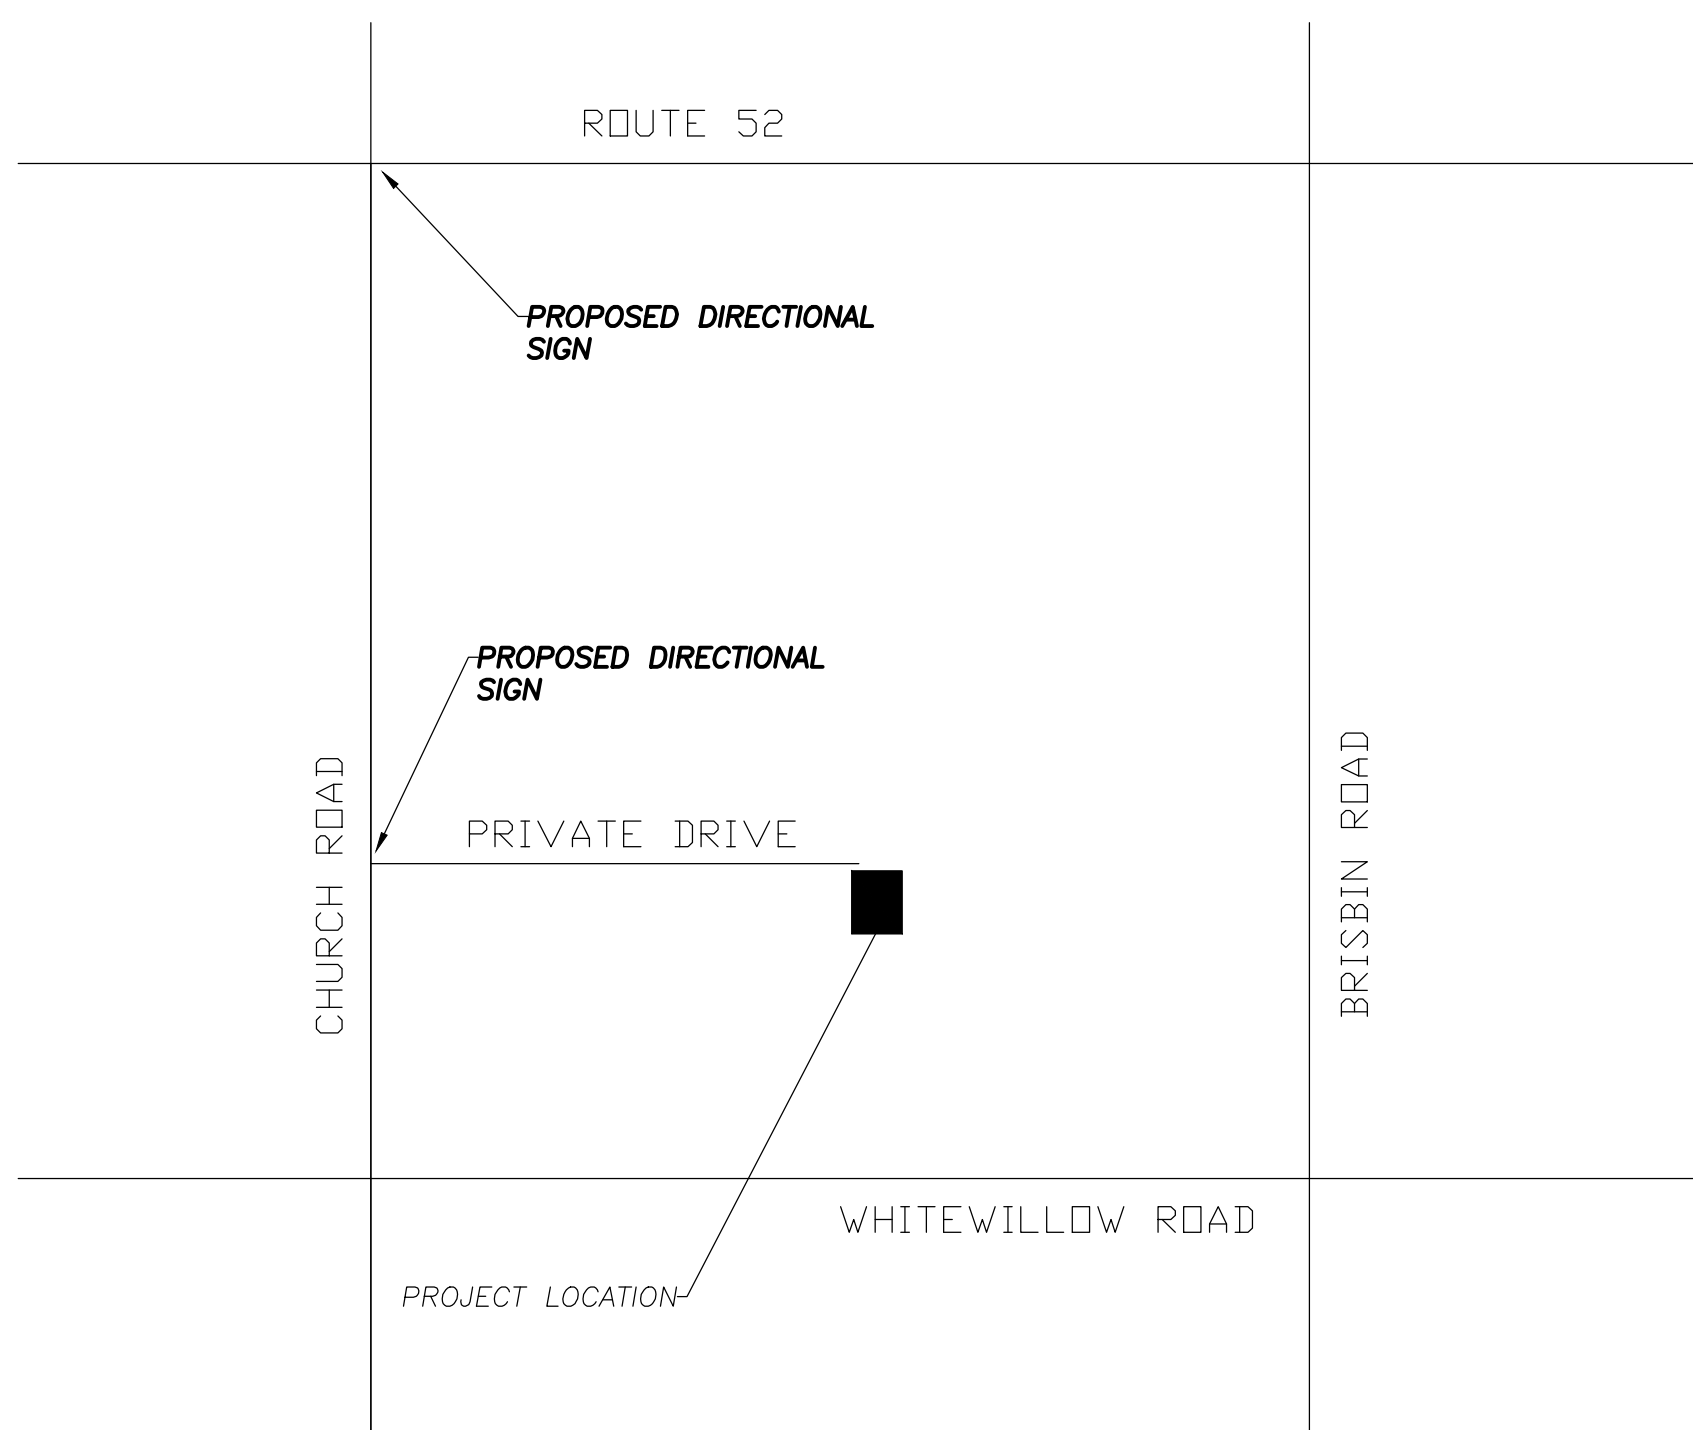 ROUTE 52
PROPOSED DIRECTIONAL
SIGN
PROPOSED DIRECTIONAL
SIGN
CHURCH ROAD
PRIVATE DRIVE
BRISBIN ROAD
WHITEWILLOW ROAD
PROJECT LOCATION